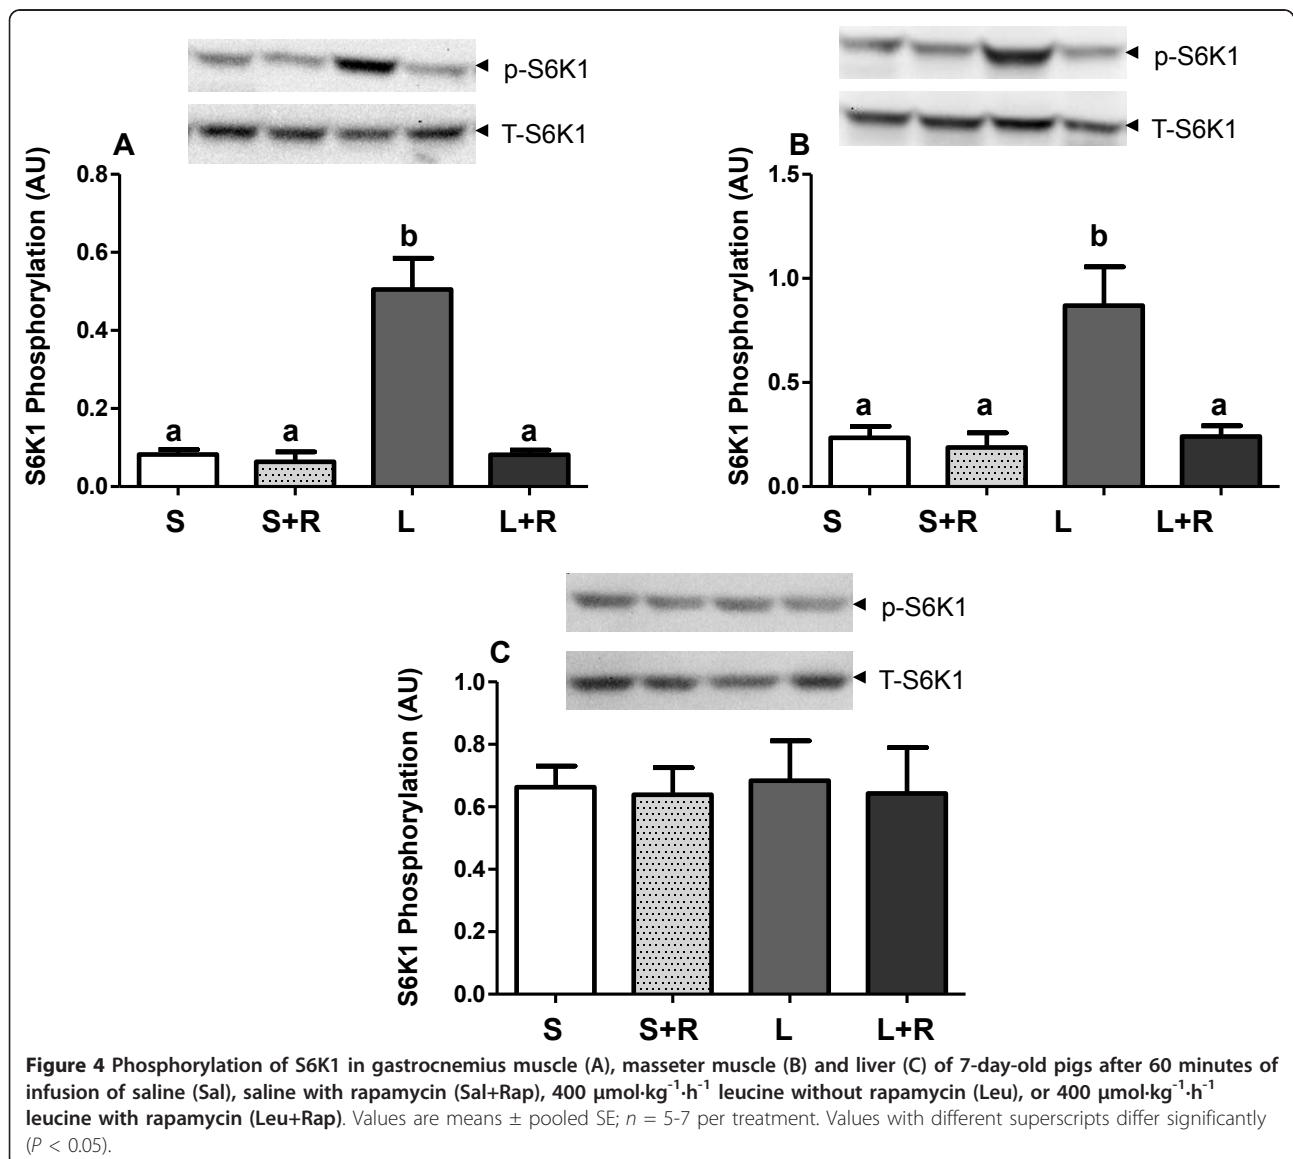 p-S6K1
T-S6K1
A
S6K1 Phosphorylation (AU)
0.8
0.6
0.4
0.2
0.0
a
a
b
a
S
S+R
L
L+R
p-S6K1
T-S6K1
B
S6K1 Phosphorylation (AU)
1.5
1.0
0.5
0.0
a
a
b
a
S
S+R
L
L+R
p-S6K1
T-S6K1
C
S6K1 Phosphorylation (AU)
1.0
0.8
0.6
0.4
0.2
0.0
S
S+R
L
L+R
Figure 4 Phosphorylation of S6K1 in gastrocnemius muscle (A), masseter muscle (B) and liver (C) of 7-day-old pigs after 60 minutes of
infusion of saline (Sal), saline with rapamycin (Sal+Rap), 400 μmol·kg⁻¹·h⁻¹ leucine without rapamycin (Leu), or 400 μmol·kg⁻¹·h⁻¹
leucine with rapamycin (Leu+Rap). Values are means ± pooled SE; n = 5-7 per treatment. Values with different superscripts differ significantly
(P < 0.05).